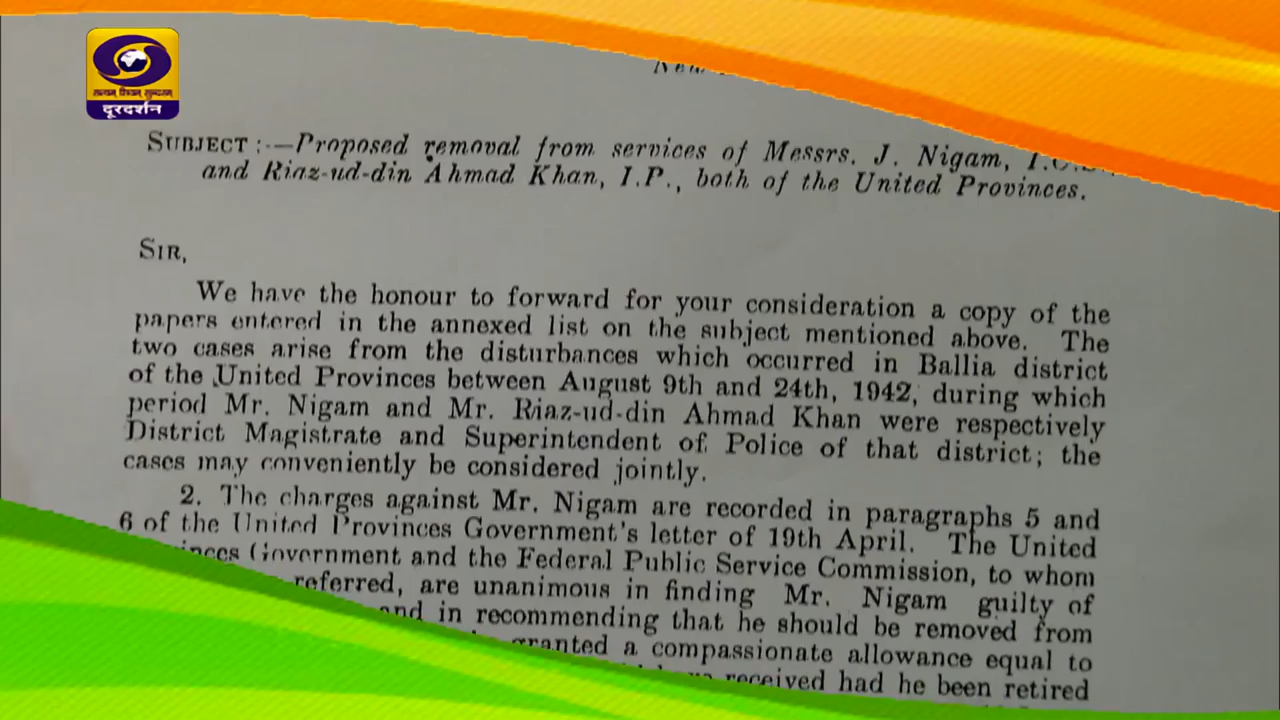 सत्यम् शिवम् सुन्दरम्
दूरदर्शन
SUBJECT :—Proposed removal from services of Messrs. J. Nigam,
and Riaz-ud-din Ahmad Khan, I.P., both of the United Provinces.
SIR,
We have the honour to forward for your consideration a copy of the
papers entered in the annexed list on the subject mentioned above. The
two cases arise from the disturbances which occurred in Ballia district
of the United Provinces between August 9th and 24th, 1942, during which
period Mr. Nigam and Mr. Riaz-ud-din Ahmad Khan were respectively
District Magistrate and Superintendent of Police of that district; the
cases may conveniently be considered jointly.
2. The charges against Mr. Nigam are recorded in paragraphs 5 and
6 of the United Provinces Government's letter of 19th April. The United
Government and the Federal Public Service Commission, to whom
referred, are unanimous in finding Mr. Nigam guilty of
and in recommending that he should be removed from
granted a compassionate allowance equal to
received had he been retired